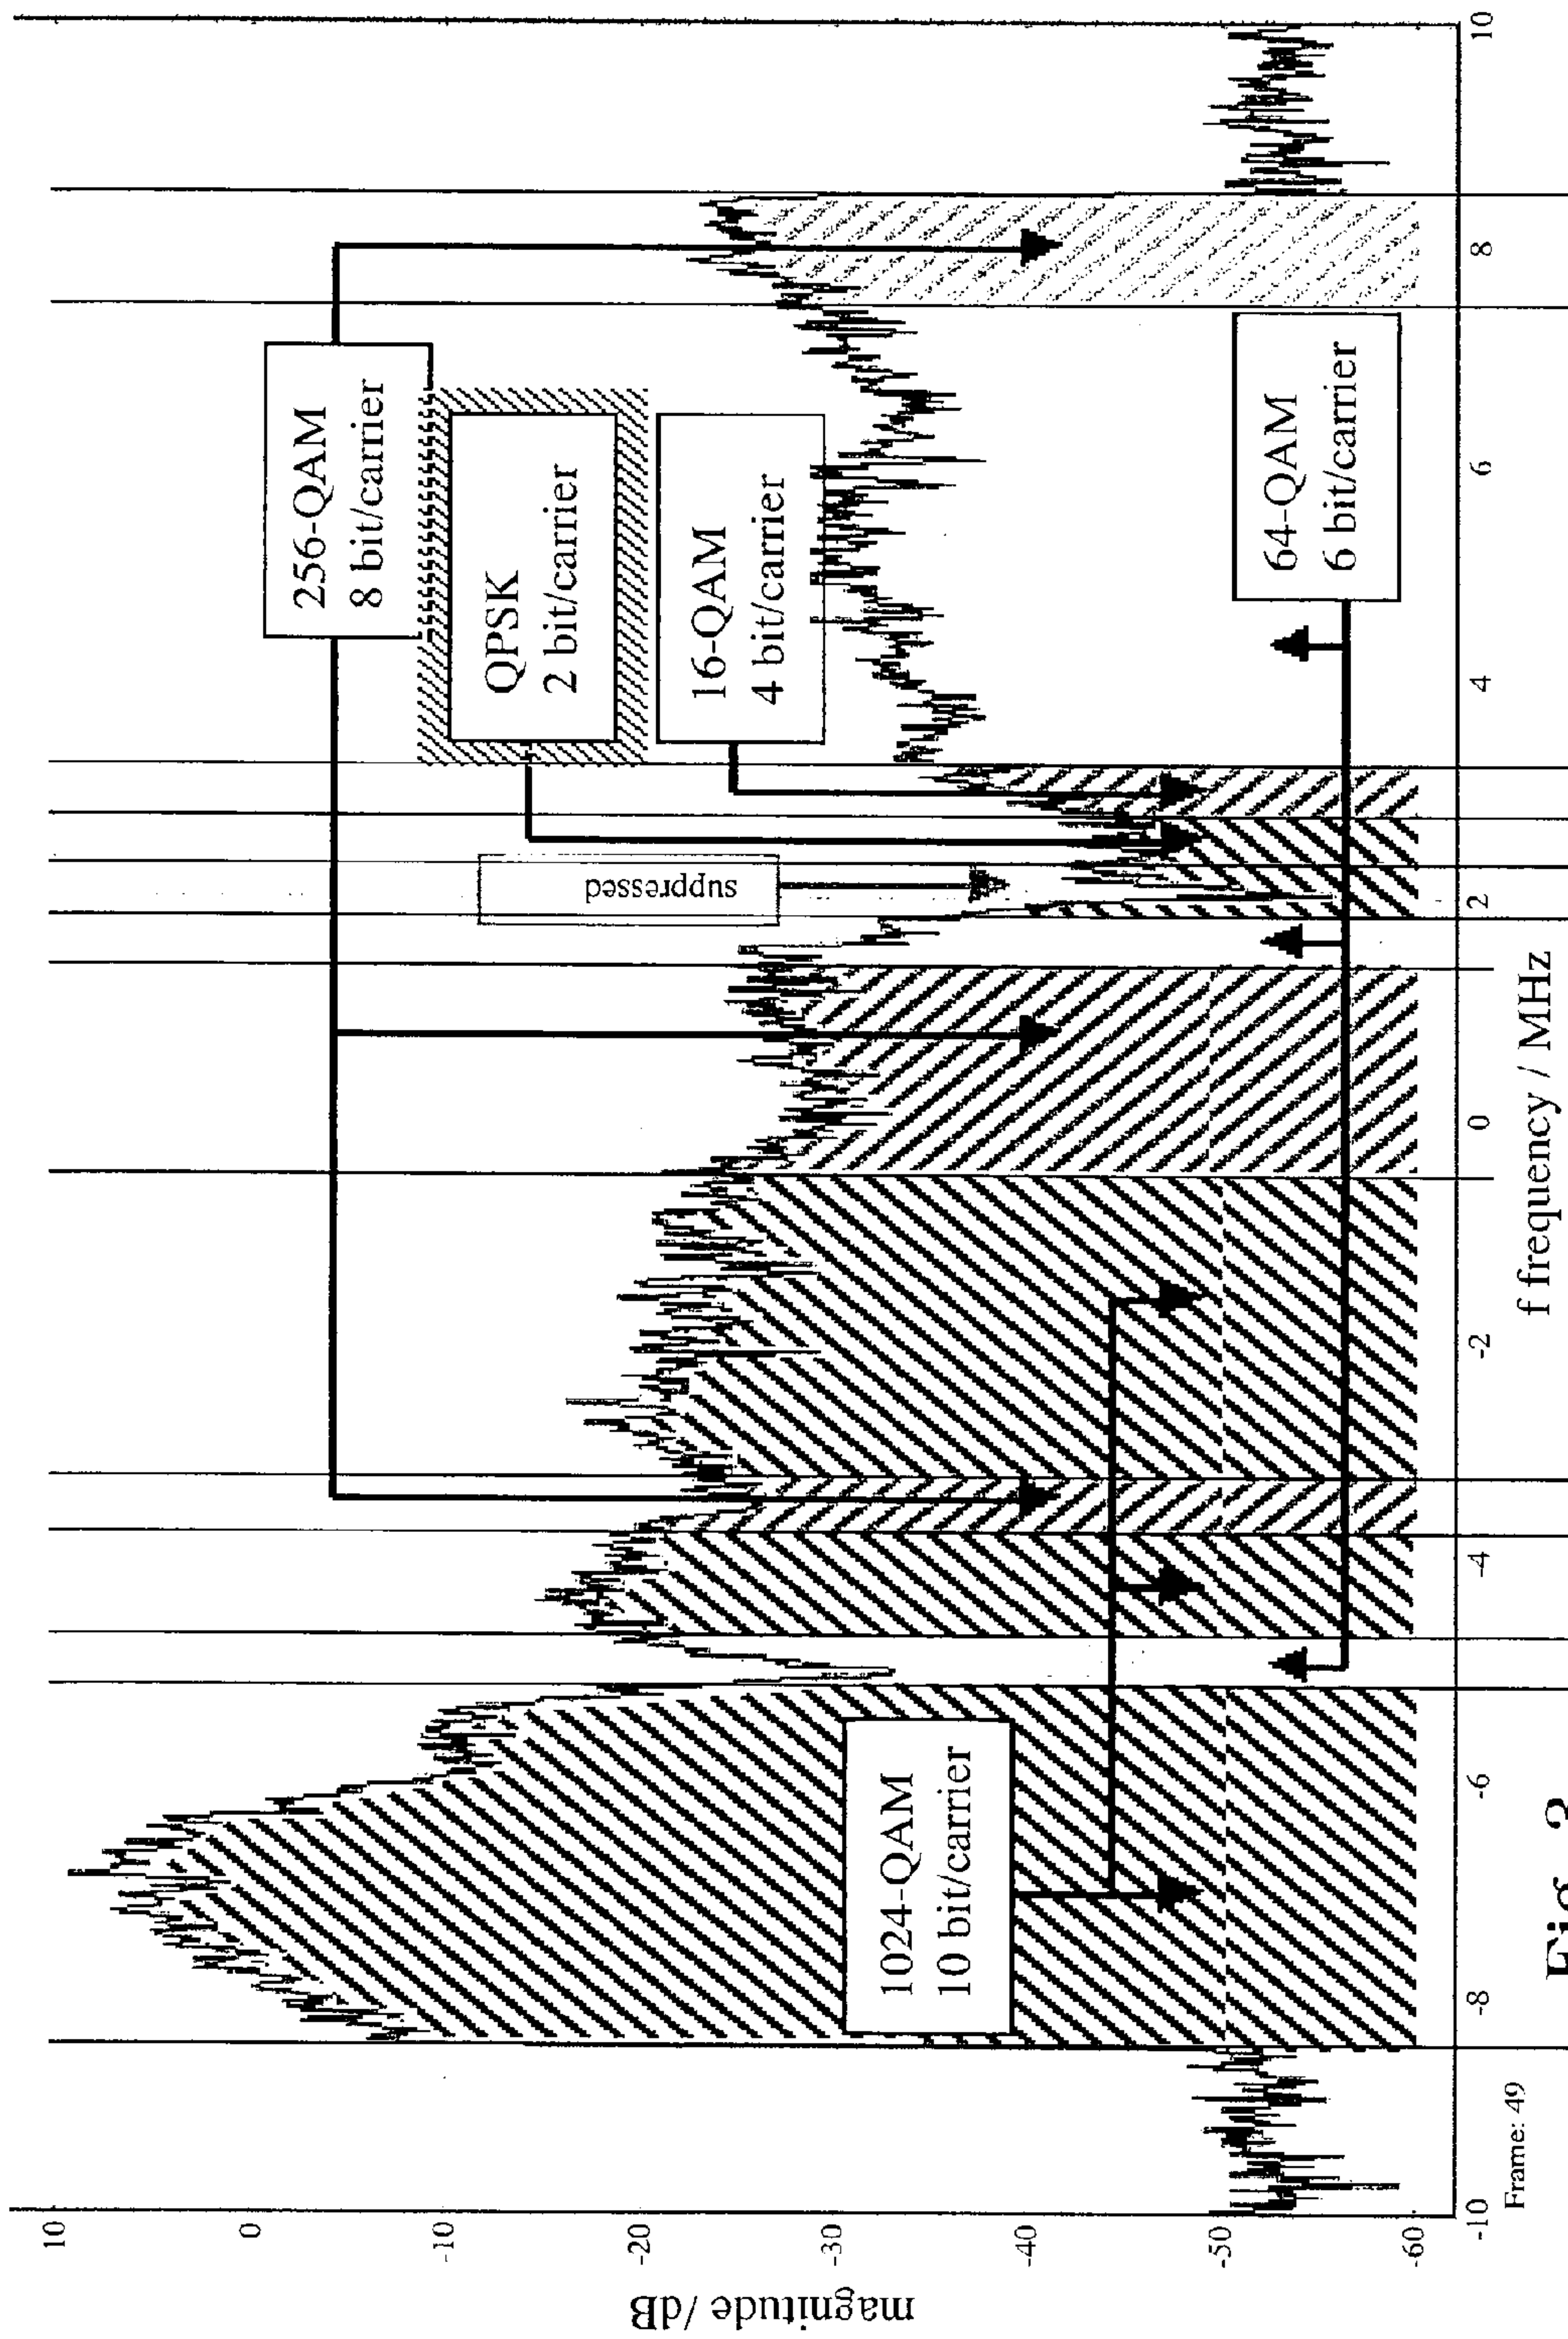 256-QAM
8 bit/carrier
QPSK
2 bit/carrier
16-QAM
4 bit/carrier
suppressed
64-QAM
6 bit/carrier
1024-QAM
10 bit/carrier
magnitude /dB
10
0
-10
-20
-30
-40
-50
-60
-10
-8
-6
-4
-2
0
2
4
6
8
10
f frequency / MHz
Frame: 49
Fig. 3